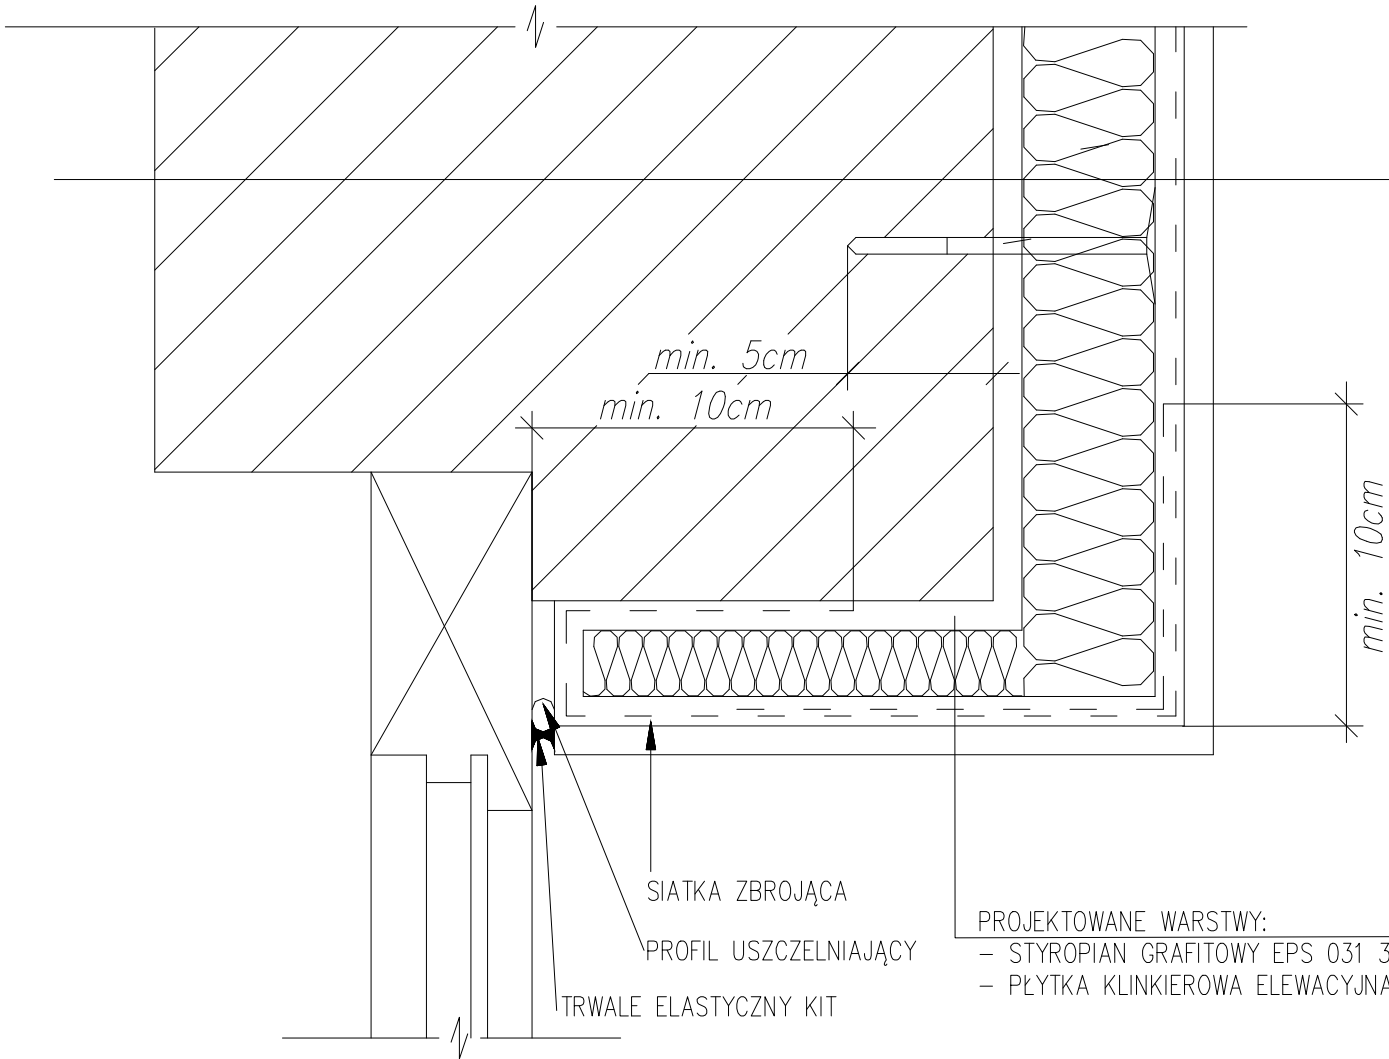 min. 5cm
min. 10cm
min. 10cm
SIATKA ZBROJĄCA
PROFIL USZCZELNIAJĄCY
TRWALE ELASTYCZNY KIT
PROJEKTOWANE WARSTWY:
- STYROPIAN GRAFITOWY EPS 031 3
- PŁYTKA KLINKIEROWA ELEWACYJNA